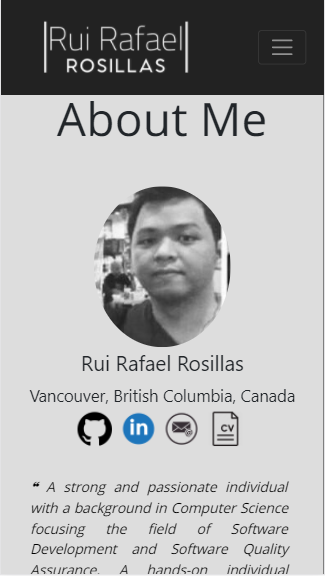 Rui Rafael
ROSILLAS
About Me
Rui Rafael Rosillas
Vancouver, British Columbia, Canada
in
CV
❝ A strong and passionate individual
with a background in Computer Science
focusing the field of Software
Development and Software Quality
Assurance. A hands-on individual